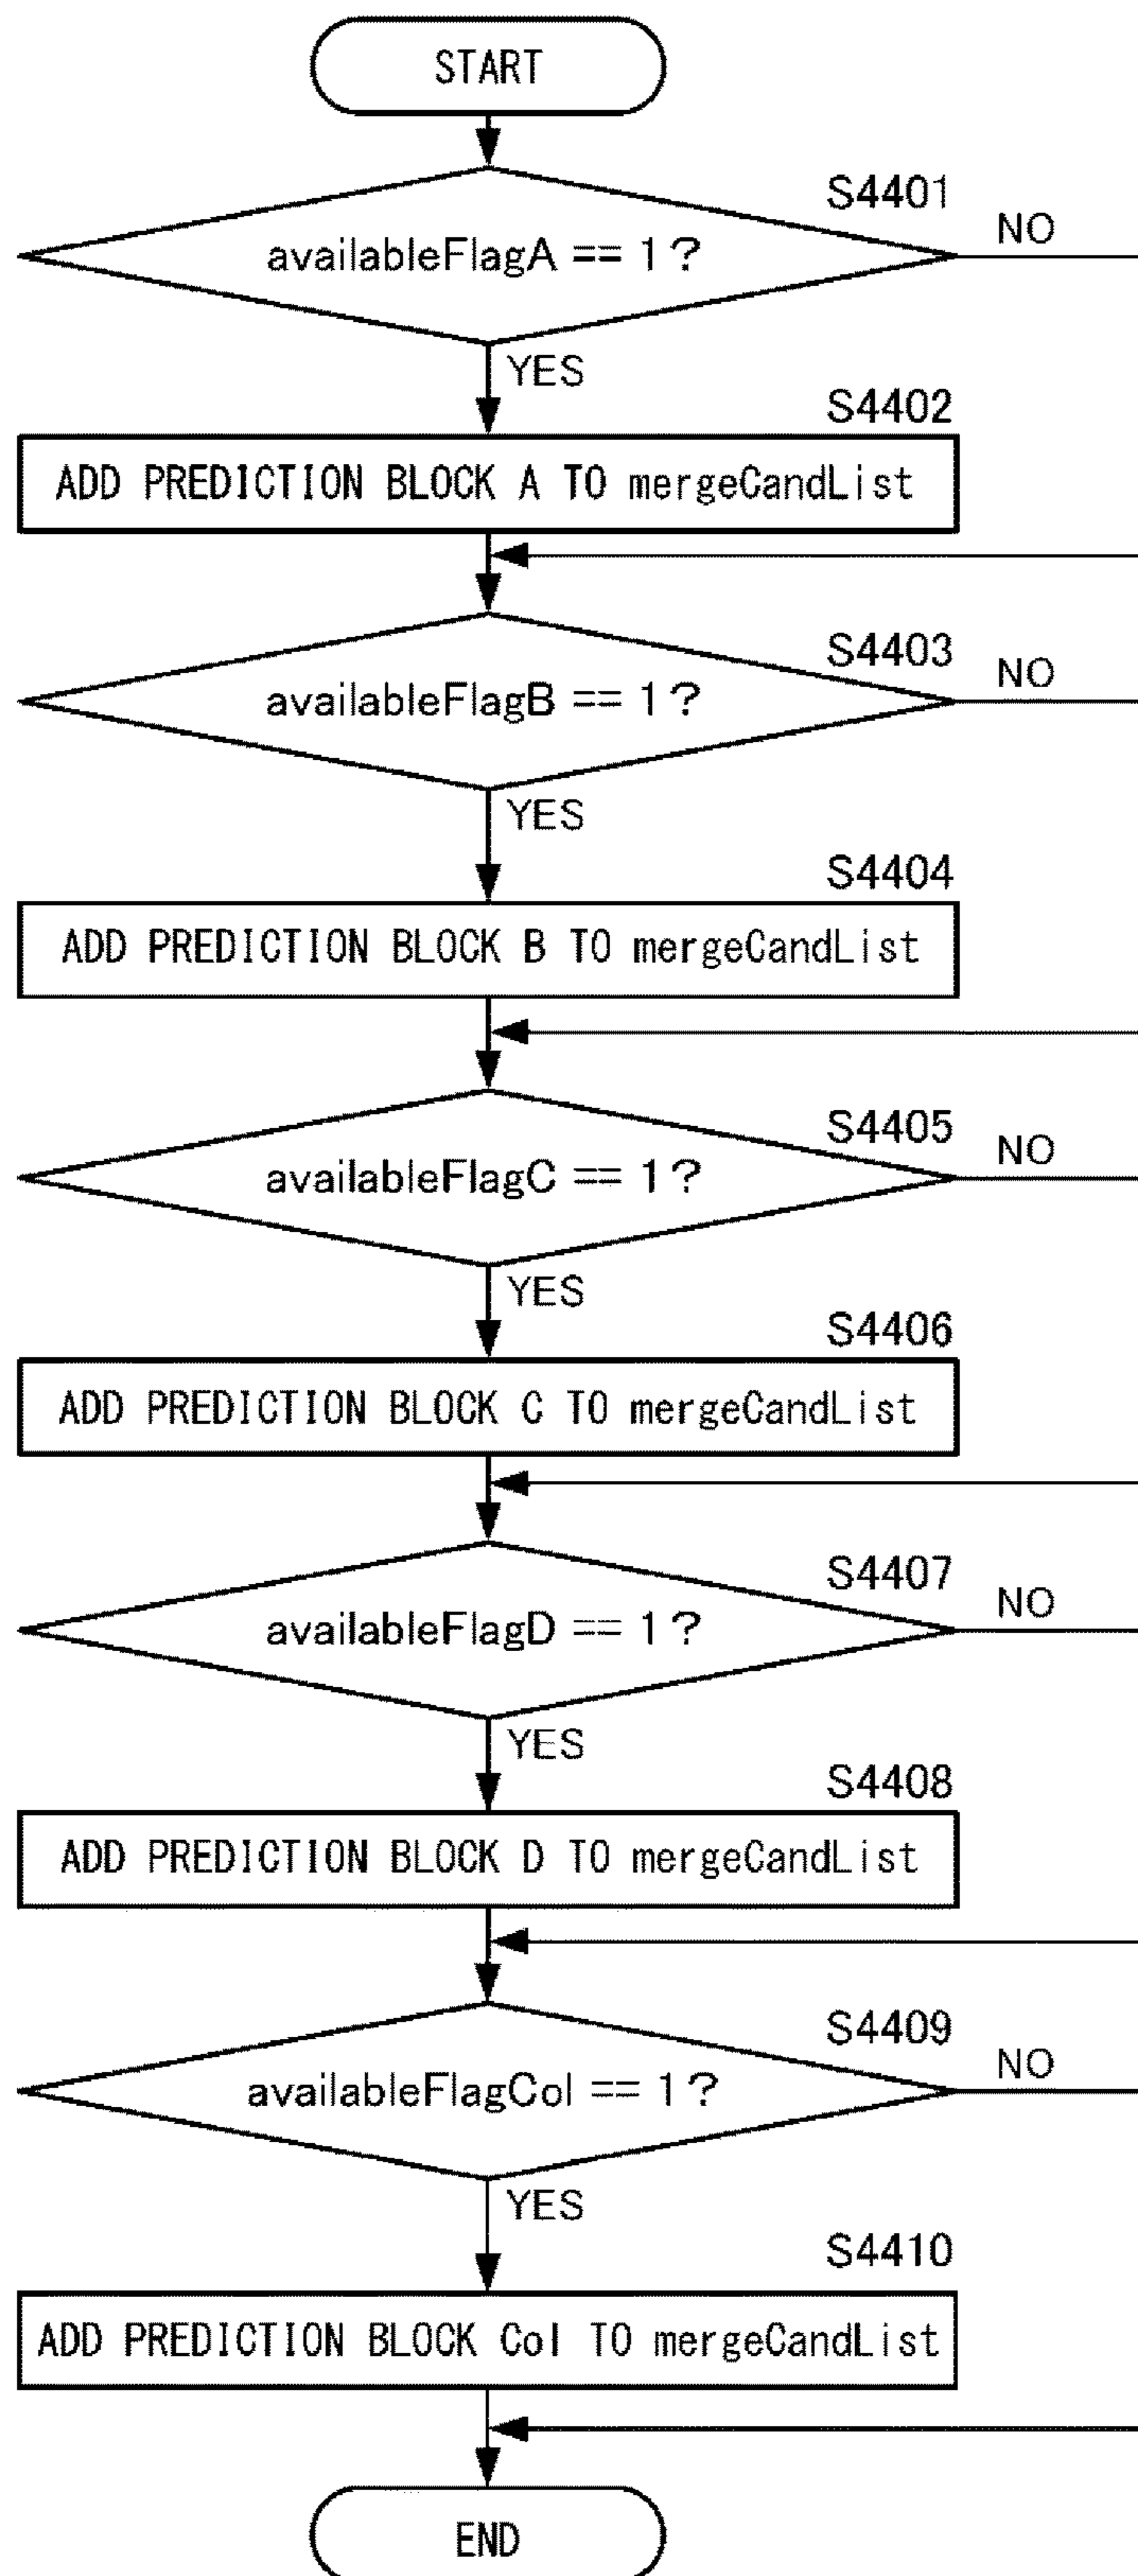 START
S4401
availableFlagA == 1?
NO
YES
S4402
ADD PREDICTION BLOCK A TO mergeCandList
S4403
availableFlagB == 1?
NO
YES
S4404
ADD PREDICTION BLOCK B TO mergeCandList
S4405
availableFlagC == 1?
NO
YES
S4406
ADD PREDICTION BLOCK C TO mergeCandList
S4407
availableFlagD == 1?
NO
YES
S4408
ADD PREDICTION BLOCK D TO mergeCandList
S4409
availableFlagCol == 1?
NO
YES
S4410
ADD PREDICTION BLOCK Col TO mergeCandList
END